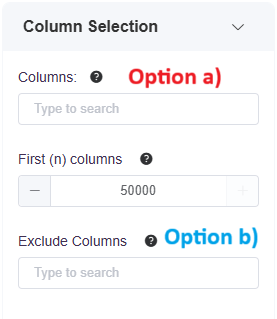 Column Selection
Columns: ? Option a)
Type to search
First (n) columns ?
− 50000 +
Exclude Columns ? Option b)
Type to search